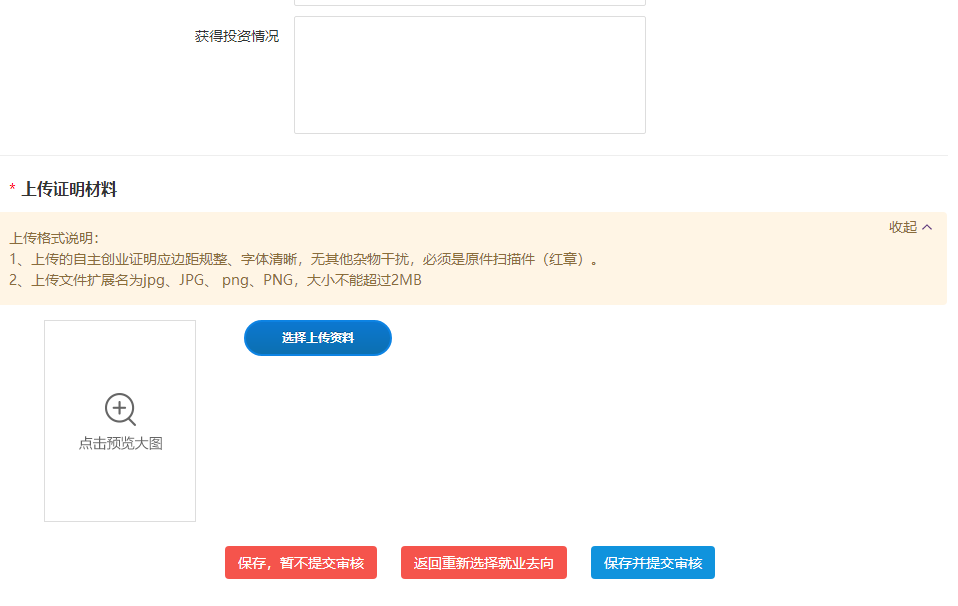 获得投资情况
* 上传证明材料
收起
上传格式说明：
1、上传的自主创业证明应边距规整、字体清晰，无其他杂物干扰，必须是原件扫描件（红章）。
2、上传文件扩展名为jpg、JPG、 png、PNG，大小不能超过2MB
选择上传资料
点击预览大图
保存，暂不提交审核
返回重新选择就业去向
保存并提交审核